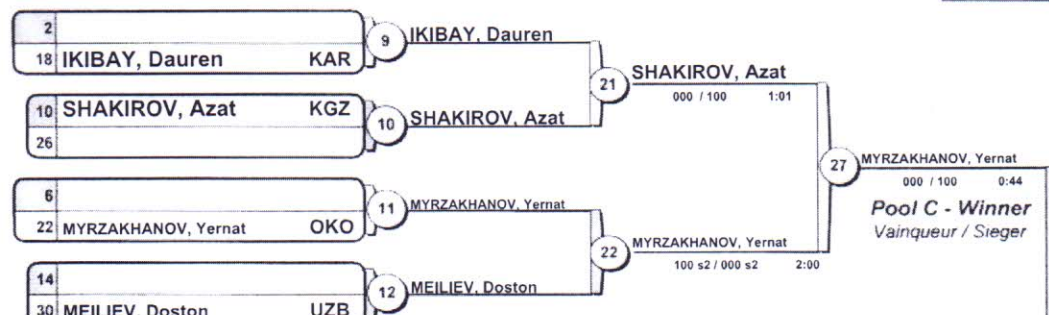 2
18 IKIBAY, Dauren KAR
9 IKIBAY, Dauren
10 SHAKIROV, Azat KGZ
26
10 SHAKIROV, Azat
21 SHAKIROV, Azat
000 / 100 1:01
6
22 MYRZAKHANOV, Yernat OKO
11 MYRZAKHANOV, Yernat
14
30 MEILIEV, Doston UZB
12 MEILIEV, Doston
22 MYRZAKHANOV, Yernat
100 s2 / 000 s2 2:00
27 MYRZAKHANOV, Yernat
000 / 100 0:44
Pool C - Winner
Vainqueur / Sieger